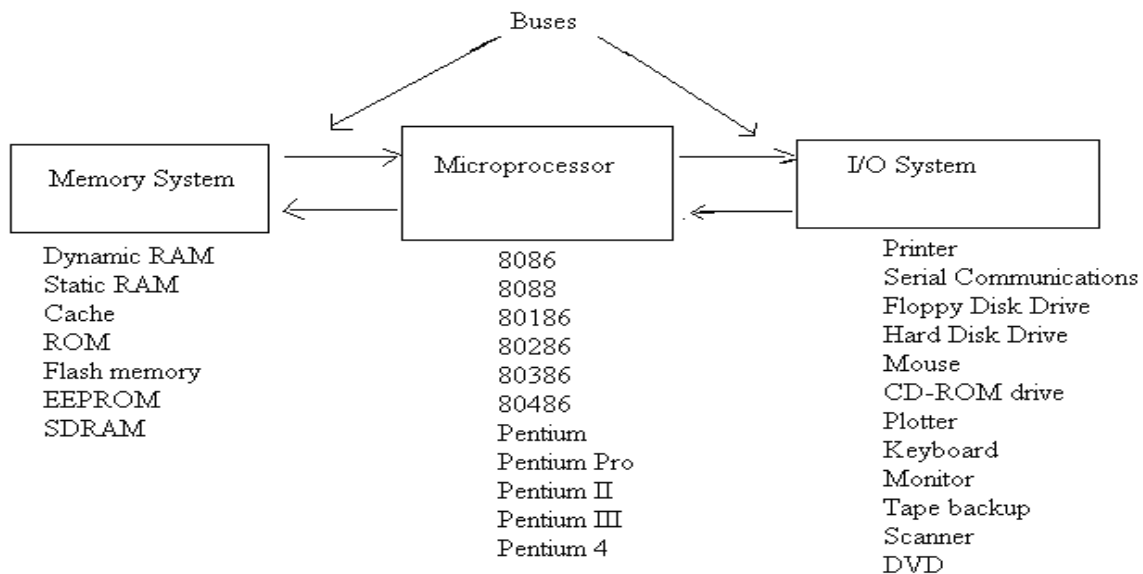 Buses
Memory System
Microprocessor
I/O System
Dynamic RAM
Static RAM
Cache
ROM
Flash memory
EEPROM
SDRAM
8086
8088
80186
80286
80386
80486
Pentium
Pentium Pro
Pentium II
Pentium III
Pentium 4
Printer
Serial Communications
Floppy Disk Drive
Hard Disk Drive
Mouse
CD-ROM drive
Plotter
Keyboard
Monitor
Tape backup
Scanner
DVD